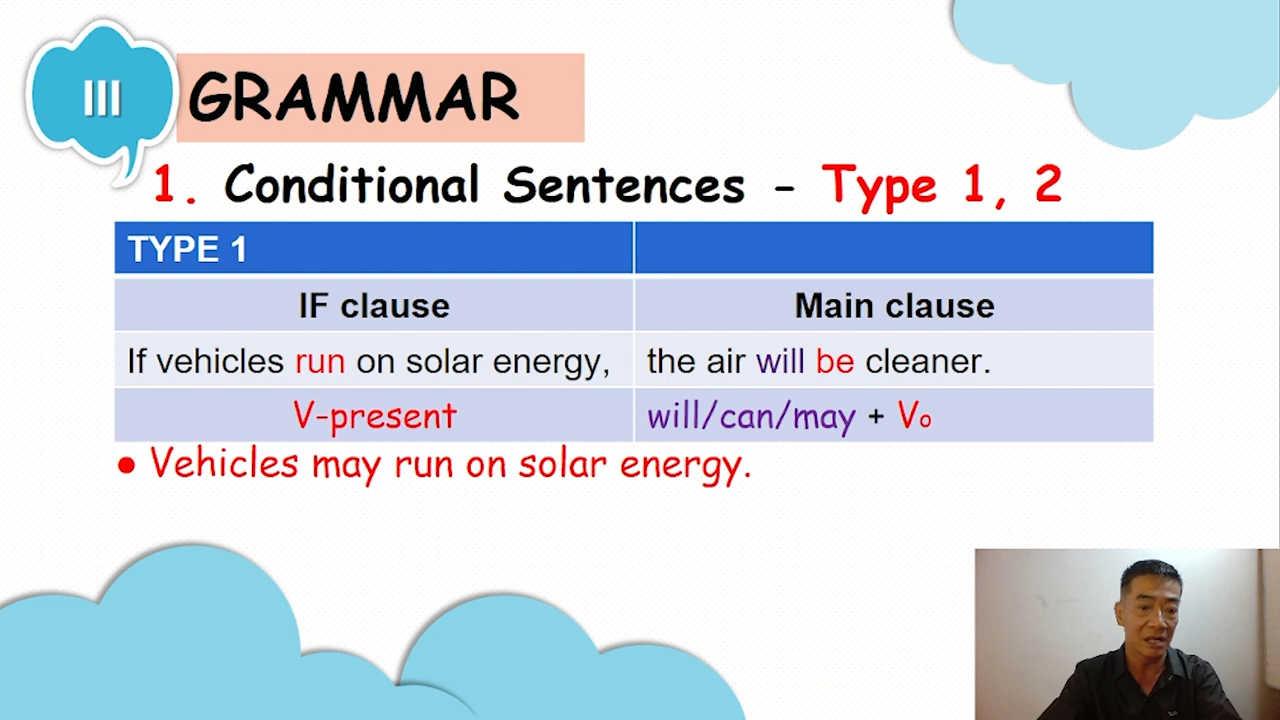 III
GRAMMAR
1. Conditional Sentences - Type 1, 2
TYPE 1
IF clause Main clause
If vehicles run on solar energy, the air will be cleaner.
V-present will/can/may + Vo
• Vehicles may run on solar energy.